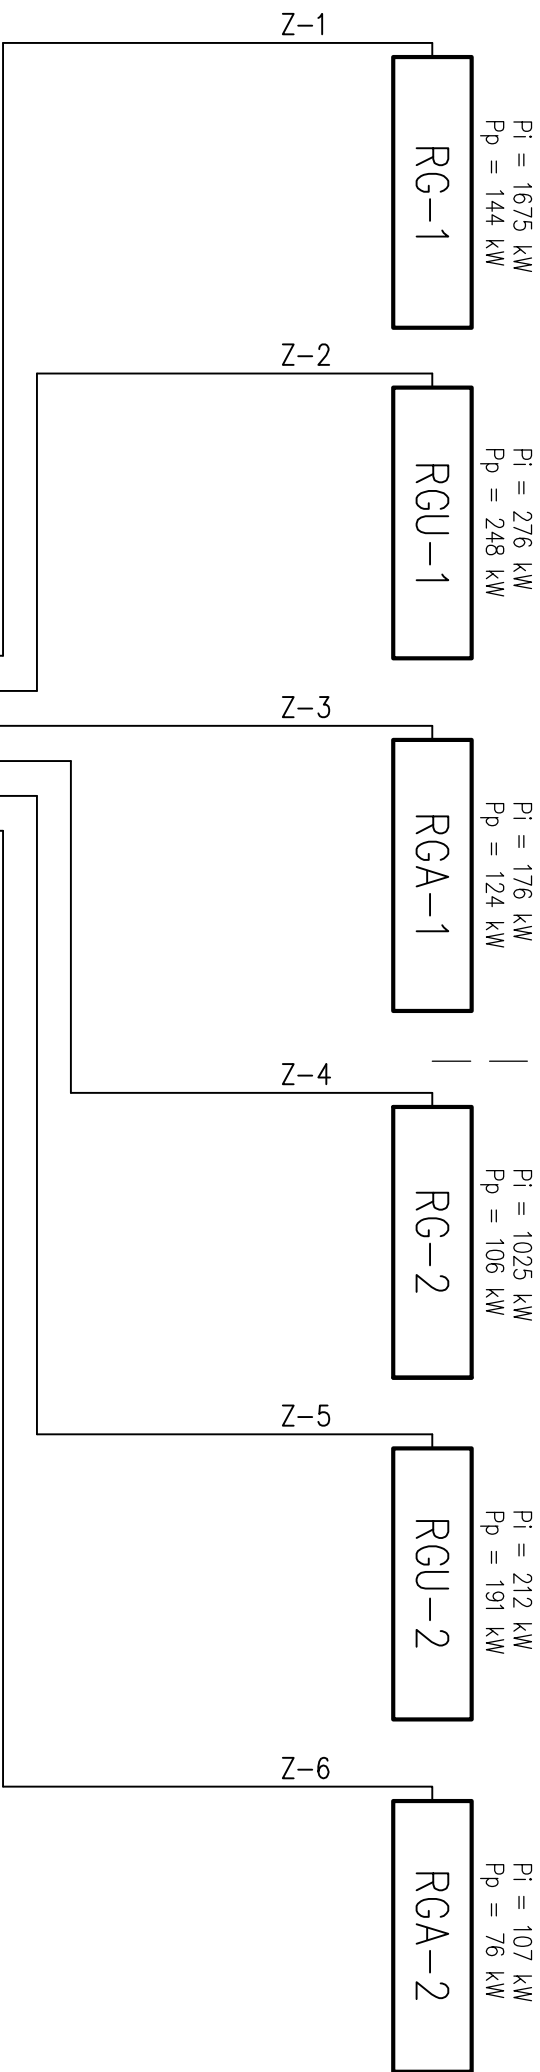 Z-1
RG-1
Pi = 1675 kW
Pp = 144 kW
Z-2
RGU-1
Pi = 276 kW
Pp = 248 kW
Z-3
RGA-1
Pi = 176 kW
Pp = 124 kW
Z-4
RG-2
Pi = 1025 kW
Pp = 106 kW
Z-5
RGU-2
Pi = 212 kW
Pp = 191 kW
Z-6
RGA-2
Pi = 107 kW
Pp = 76 kW